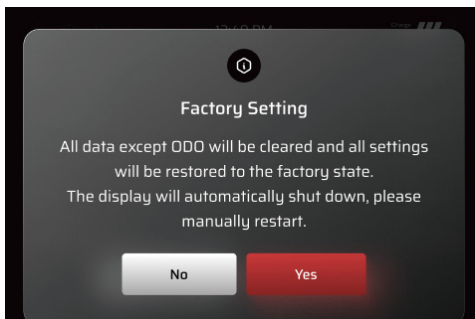 Charge
Factory Setting
All data except ODO will be cleared and all settings
will be restored to the factory state.
The display will automatically shut down, please
manually restart.
No
Yes